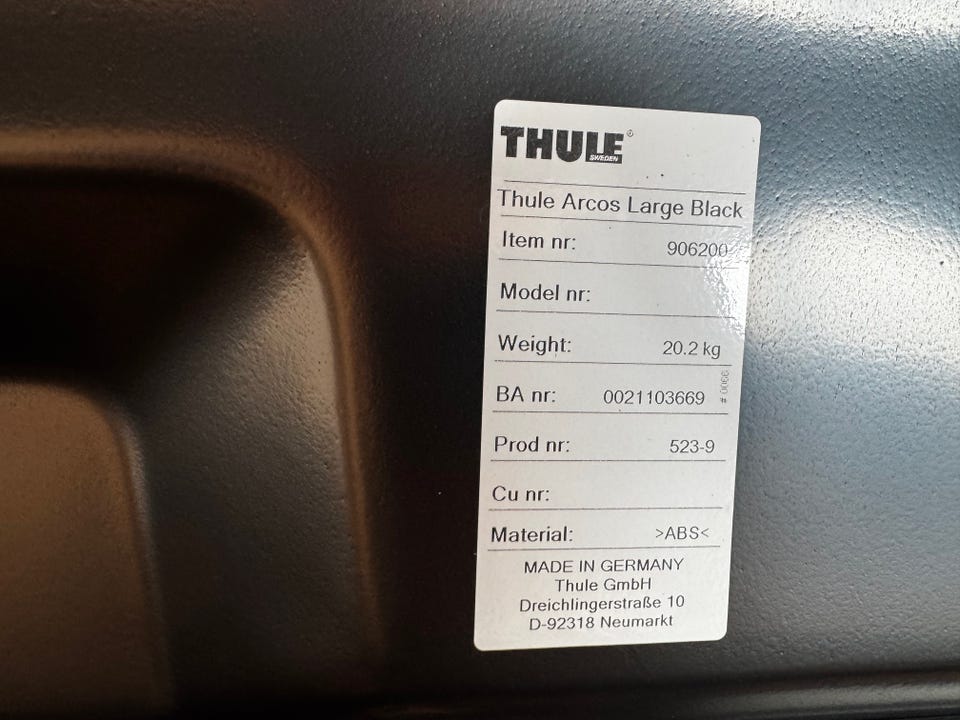 THULE®
SWEDEN
Thule Arcos Large Black
Item nr: 906200
Model nr:
Weight: 20.2 kg
BA nr: 0021103669
# 0066
Prod nr: 523-9
Cu nr:
Material: >ABS<
MADE IN GERMANY
Thule GmbH
Dreichlingerstraße 10
D-92318 Neumarkt